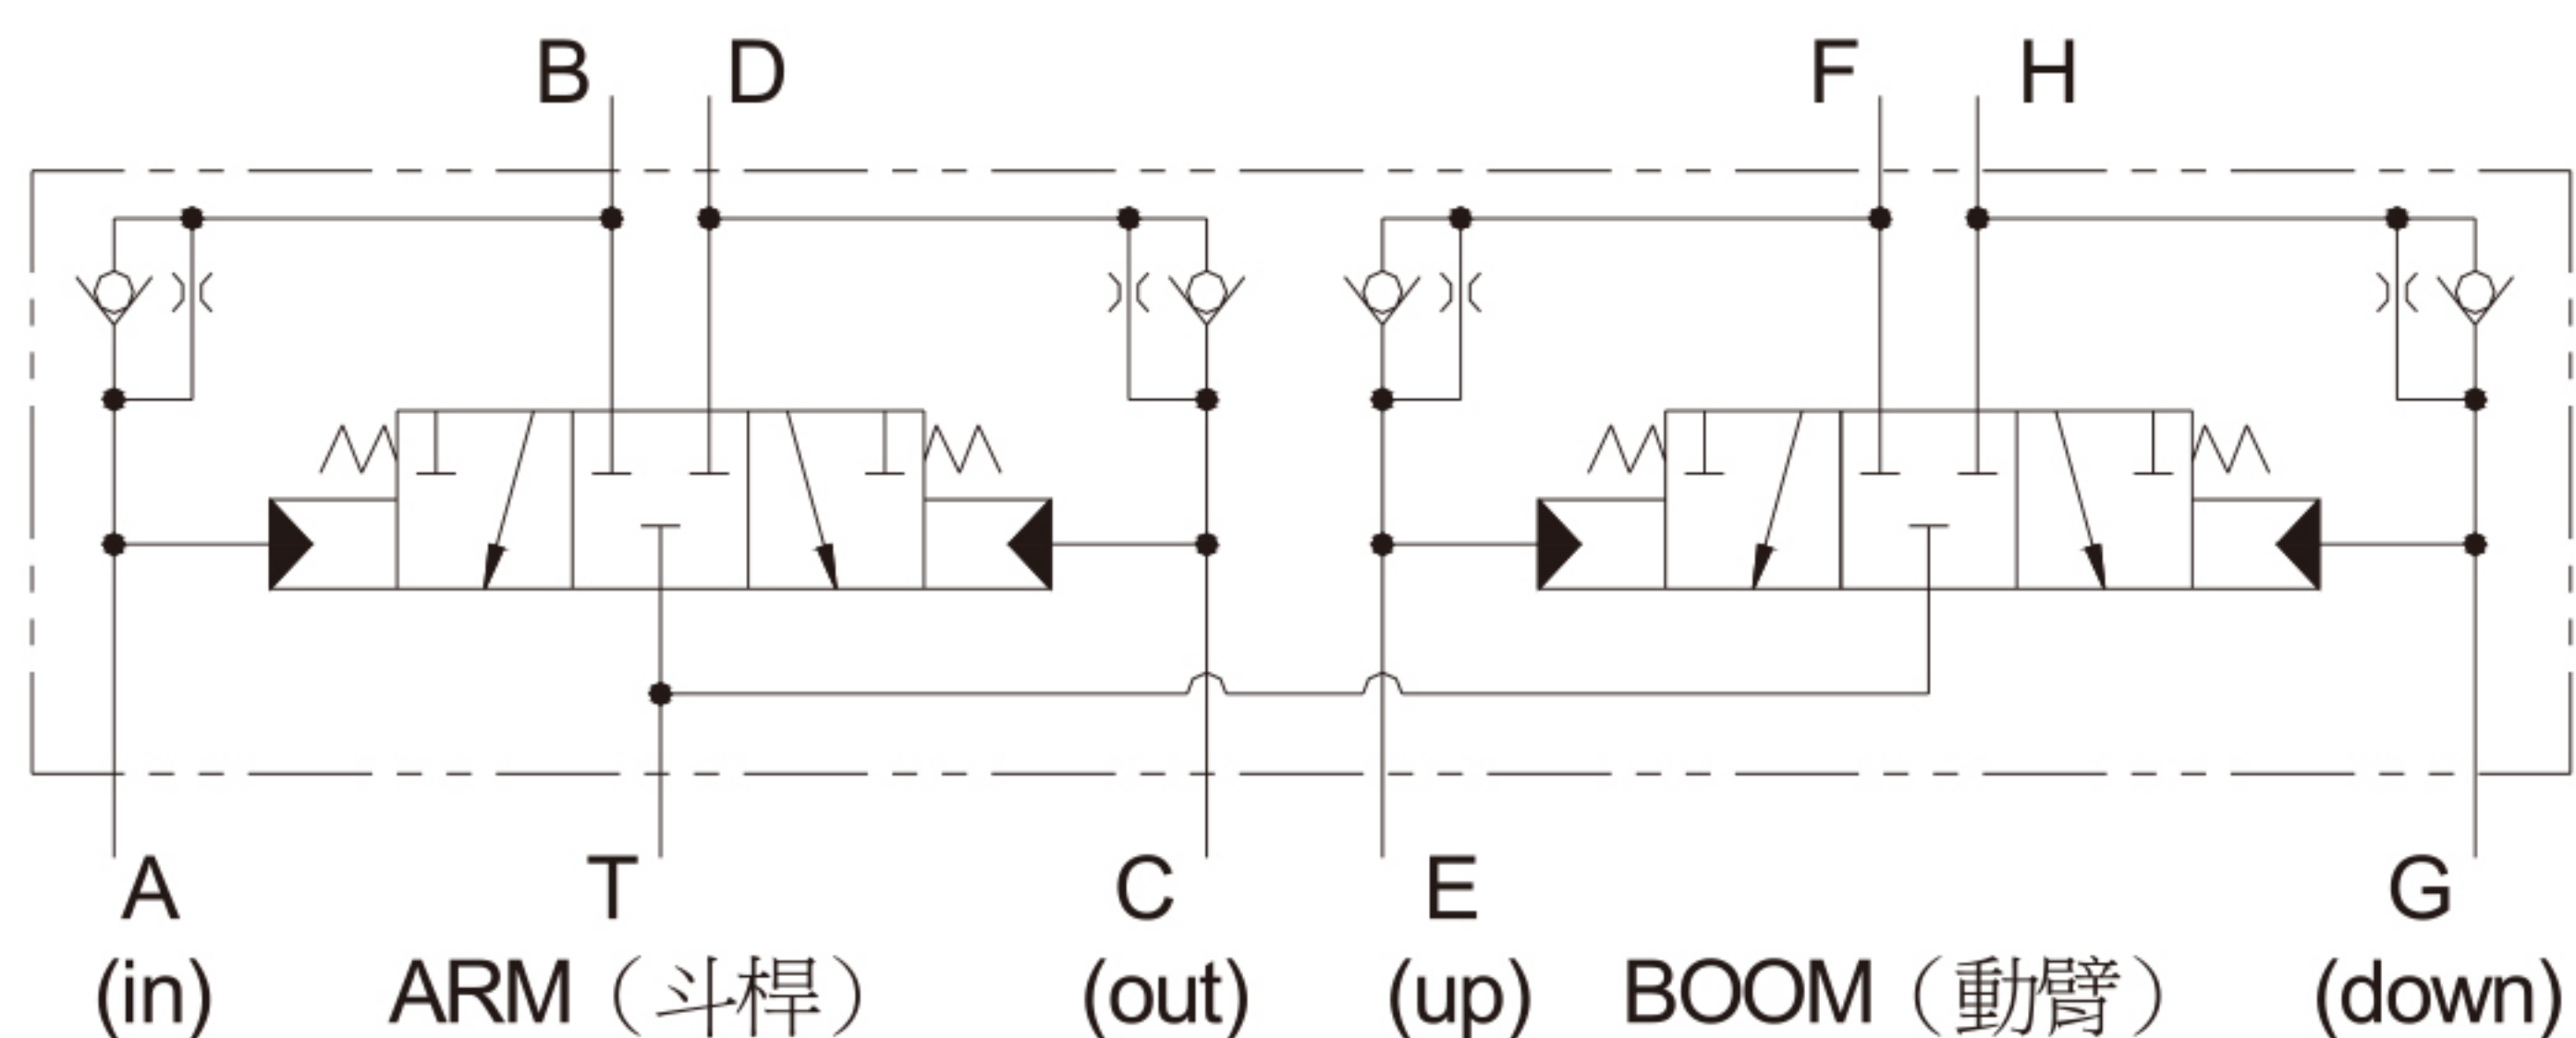 B D F H
A T C E G
(in) ARM（斗桿） (out) (up) BOOM（動臂） (down)